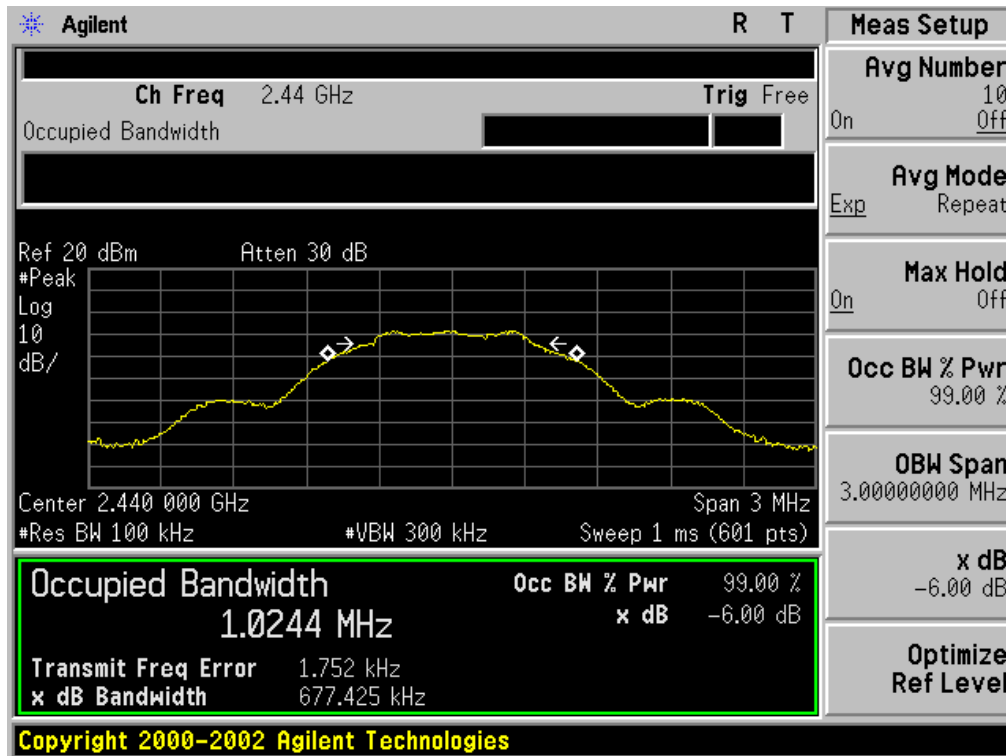 Agilent R T Meas Setup
Ch Freq 2.44 GHz Trig Free
Occupied Bandwidth
Ref 20 dBm Atten 30 dB
#Peak
Log
10
dB/
Center 2.440 000 GHz Span 3 MHz
#Res BW 100 kHz #VBW 300 kHz Sweep 1 ms (601 pts)
Occupied Bandwidth Occ BW % Pwr 99.00 %
1.0244 MHz x dB -6.00 dB
Transmit Freq Error 1.752 kHz
x dB Bandwidth 677.425 kHz
Copyright 2000-2002 Agilent Technologies
Avg Number
10
On Off
Avg Mode
Exp Repeat
Max Hold
On Off
Occ BW % Pwr
99.00 %
OBW Span
3.00000000 MHz
x dB
-6.00 dB
Optimize
Ref Level